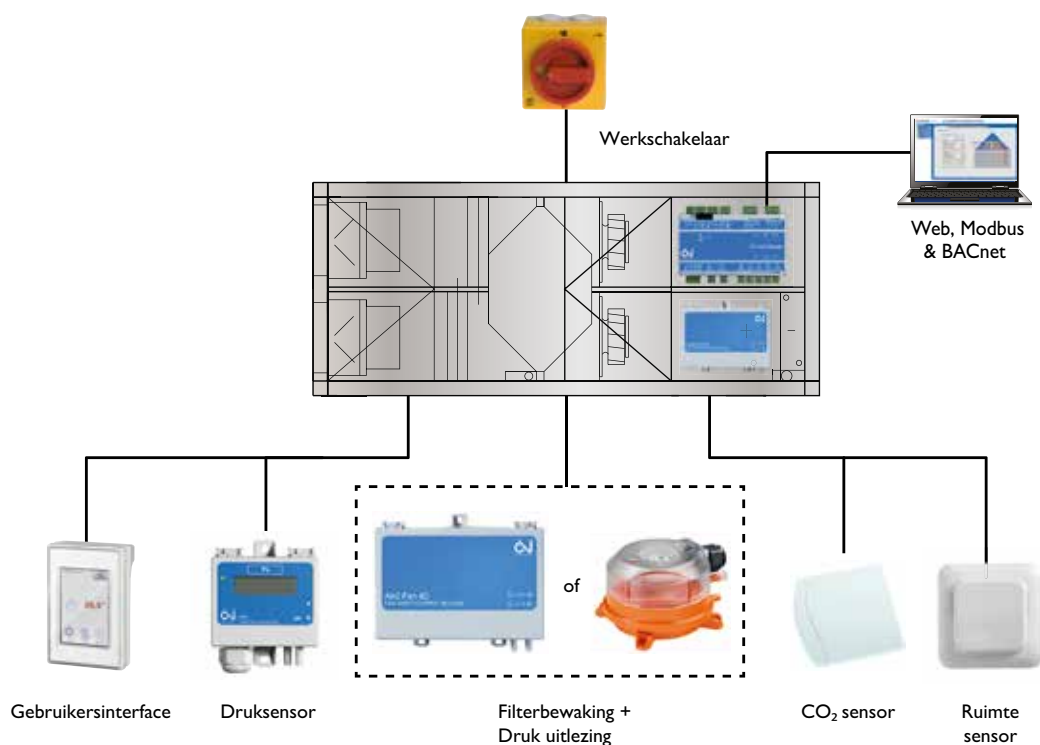 Werkschakelaar
Web, Modbus
& BACnet
of
Gebruikersinterface
Druksensor
Filterbewaking +
Druk uitlezing
CO₂ sensor
Ruimte
sensor